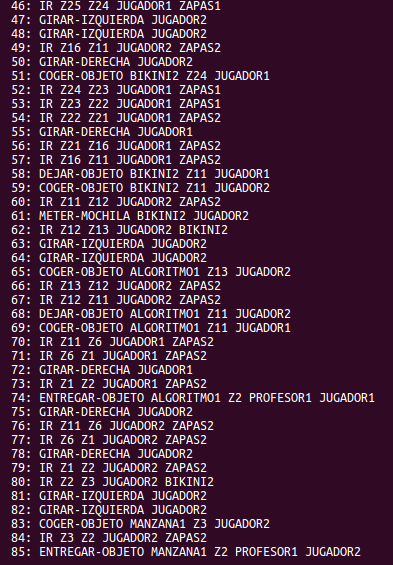 46: IR Z25 Z24 JUGADOR1 ZAPAS1
47: GIRAR-IZQUIERDA JUGADOR2
48: GIRAR-IZQUIERDA JUGADOR2
49: IR Z16 Z11 JUGADOR2 ZAPAS2
50: GIRAR-DERECHA JUGADOR2
51: COGER-OBJETO BIKINI2 Z24 JUGADOR1
52: IR Z24 Z23 JUGADOR1 ZAPAS1
53: IR Z23 Z22 JUGADOR1 ZAPAS1
54: IR Z22 Z21 JUGADOR1 ZAPAS2
55: GIRAR-DERECHA JUGADOR1
56: IR Z21 Z16 JUGADOR1 ZAPAS2
57: IR Z16 Z11 JUGADOR1 ZAPAS2
58: DEJAR-OBJETO BIKINI2 Z11 JUGADOR1
59: COGER-OBJETO BIKINI2 Z11 JUGADOR2
60: IR Z11 Z12 JUGADOR2 ZAPAS2
61: METER-MOCHILA BIKINI2 JUGADOR2
62: IR Z12 Z13 JUGADOR2 BIKINI2
63: GIRAR-IZQUIERDA JUGADOR2
64: GIRAR-IZQUIERDA JUGADOR2
65: COGER-OBJETO ALGORITMO1 Z13 JUGADOR2
66: IR Z13 Z12 JUGADOR2 ZAPAS2
67: IR Z12 Z11 JUGADOR2 ZAPAS2
68: DEJAR-OBJETO ALGORITMO1 Z11 JUGADOR2
69: COGER-OBJETO ALGORITMO1 Z11 JUGADOR1
70: IR Z11 Z6 JUGADOR1 ZAPAS2
71: IR Z6 Z1 JUGADOR1 ZAPAS2
72: GIRAR-DERECHA JUGADOR1
73: IR Z1 Z2 JUGADOR1 ZAPAS2
74: ENTREGAR-OBJETO ALGORITMO1 Z2 PROFESOR1 JUGADOR1
75: GIRAR-DERECHA JUGADOR2
76: IR Z11 Z6 JUGADOR2 ZAPAS2
77: IR Z6 Z1 JUGADOR2 ZAPAS2
78: GIRAR-DERECHA JUGADOR2
79: IR Z1 Z2 JUGADOR2 ZAPAS2
80: IR Z2 Z3 JUGADOR2 BIKINI2
81: GIRAR-IZQUIERDA JUGADOR2
82: GIRAR-IZQUIERDA JUGADOR2
83: COGER-OBJETO MANZANA1 Z3 JUGADOR2
84: IR Z3 Z2 JUGADOR2 ZAPAS2
85: ENTREGAR-OBJETO MANZANA1 Z2 PROFESOR1 JUGADOR2